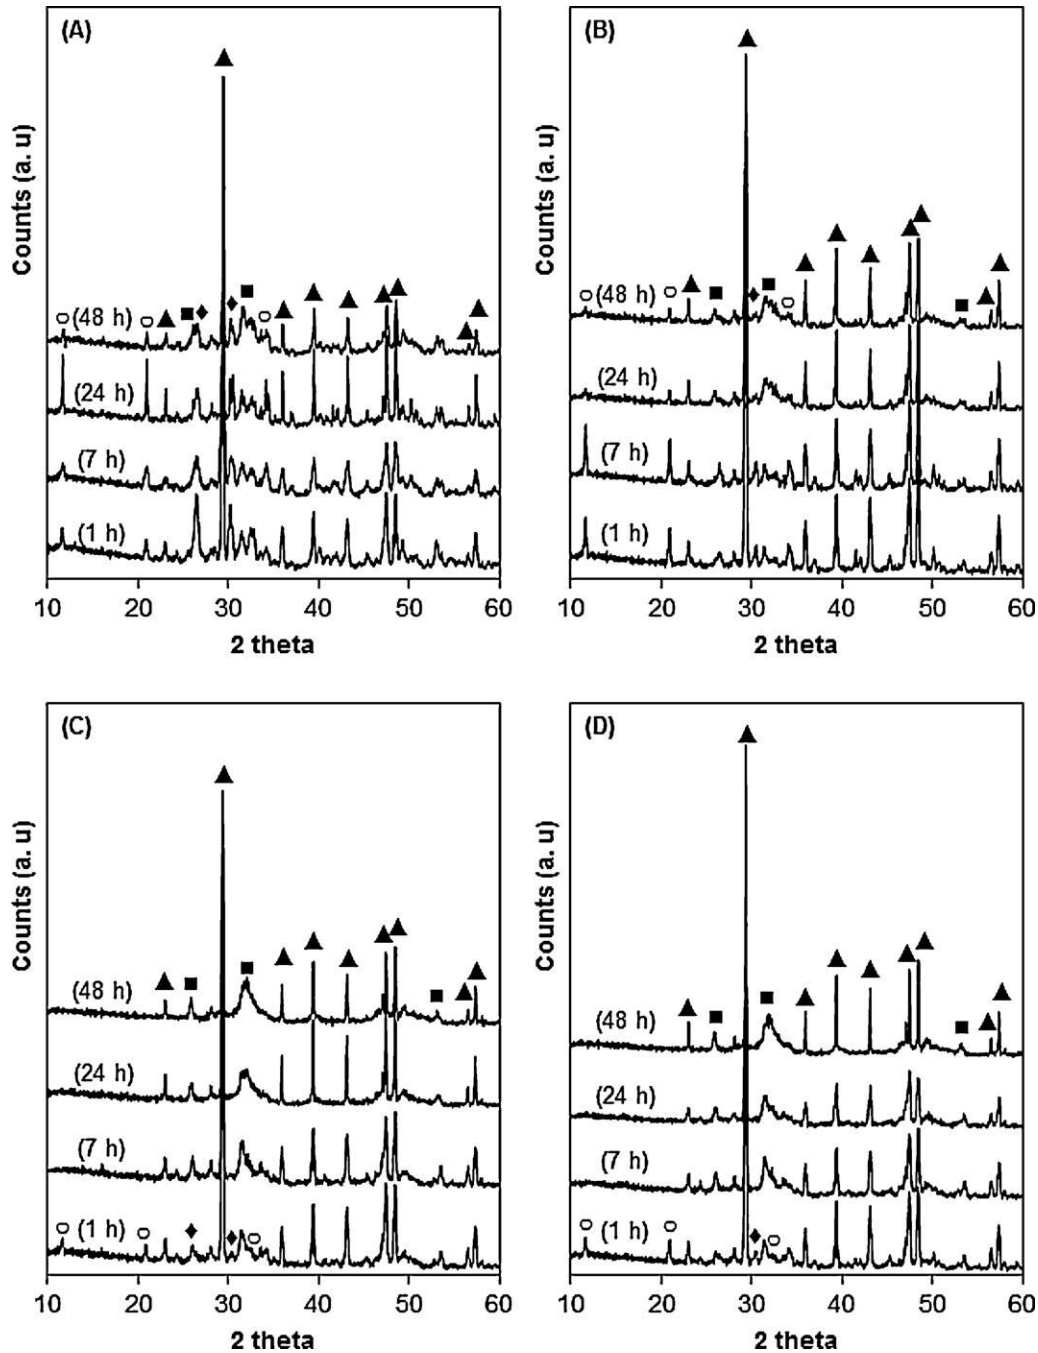 (A)
Counts (a. u)
(48 h)
(24 h)
(7 h)
(1 h)
10 20 30 40 50 60
2 theta
(B)
Counts (a. u)
(48 h)
(24 h)
(7 h)
(1 h)
10 20 30 40 50 60
2 theta
(C)
Counts (a. u)
(48 h)
(24 h)
(7 h)
(1 h)
10 20 30 40 50 60
2 theta
(D)
Counts (a. u)
(48 h)
(24 h)
(7 h)
(1 h)
10 20 30 40 50 60
2 theta